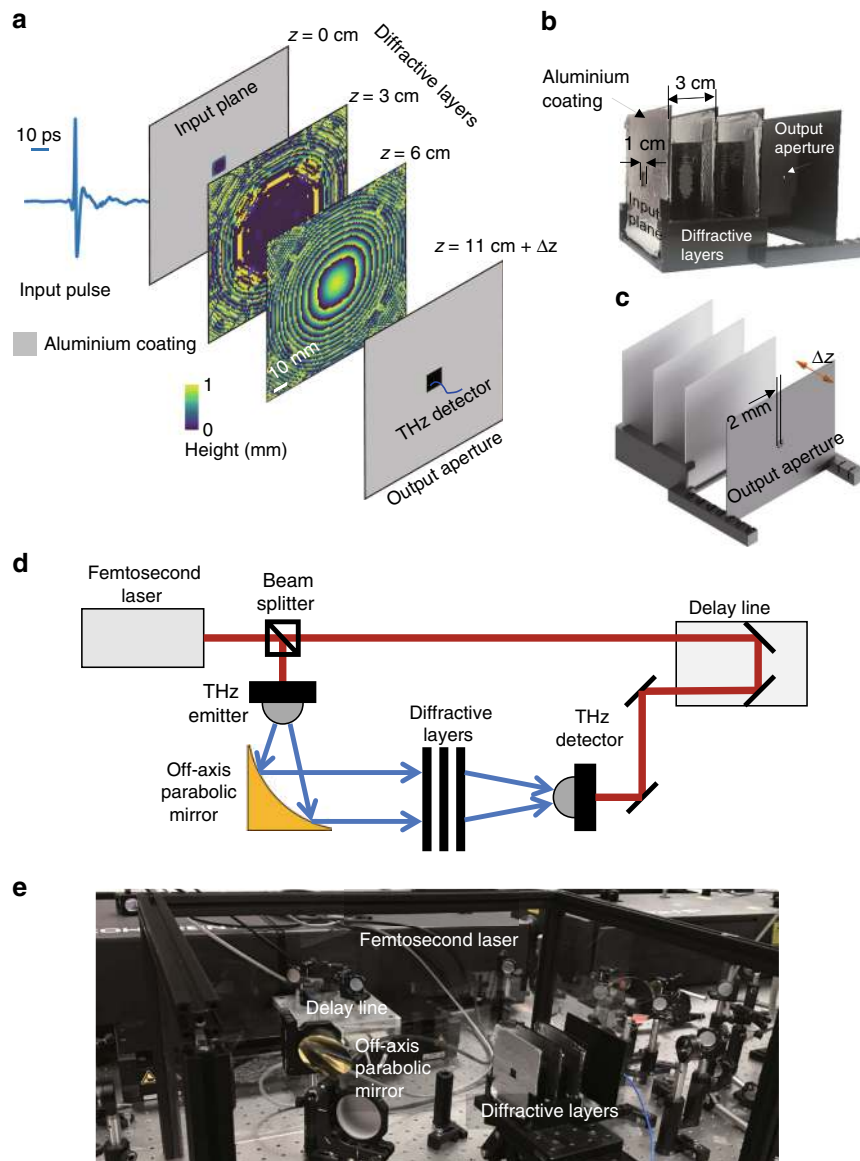 a
z = 0 cm
Diffractive layers
Input plane
z = 3 cm
10 ps
z = 6 cm
z = 11 cm + Δz
Input pulse
Aluminium coating
10 mm
1
0
Height (mm)
THz detector
Output aperture
b
Aluminium
coating
3 cm
1 cm
Output
aperture
Input
plane
Diffractive
layers
c
Δz
2 mm
Output aperture
d
Femtosecond
laser
Beam
splitter
Delay line
THz
emitter
Diffractive
layers
THz
detector
Off-axis
parabolic
mirror
e
Femtosecond laser
Delay line
Off-axis
parabolic
mirror
Diffractive layers